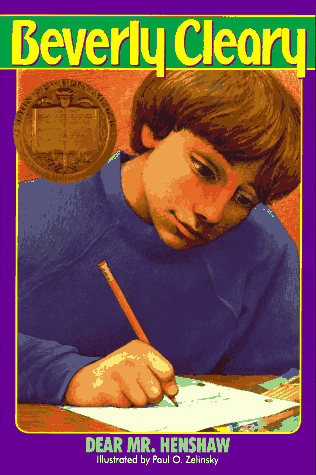 Beverly Cleary
DEAR MR. HENSHAW
Illustrated by Paul O. Zelinsky